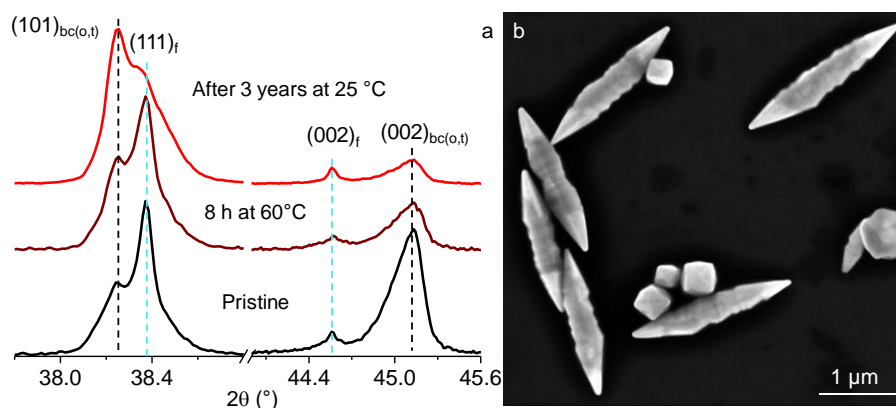 (101)bc(o,t)
(111)f
a
b
After 3 years at 25 °C
(002)f
(002)bc(o,t)
8 h at 60°C
Pristine
38.0
38.4
44.4
45.0
45.6
2θ (°)
1 µm